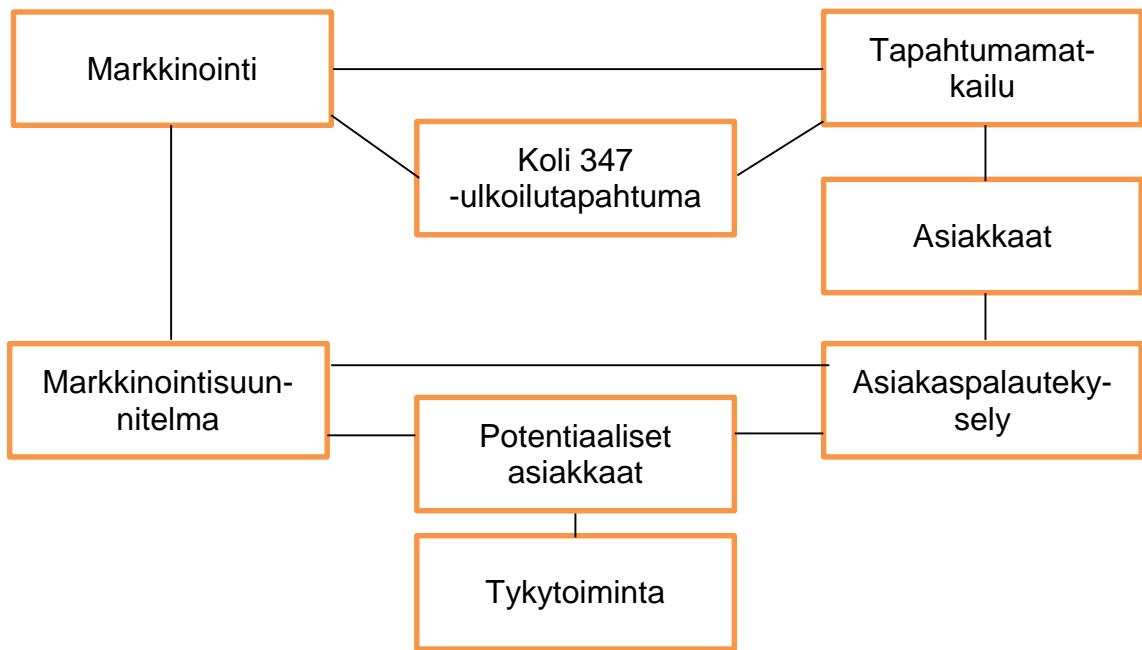 Markkinointi
Tapahtumamat-
kailu
Koli 347
-ulkoilutapahtuma
Asiakkaat
Markkinointisuun-
nitelma
Asiakaspalauteky-
sely
Potentiaaliset
asiakkaat
Tykytoiminta